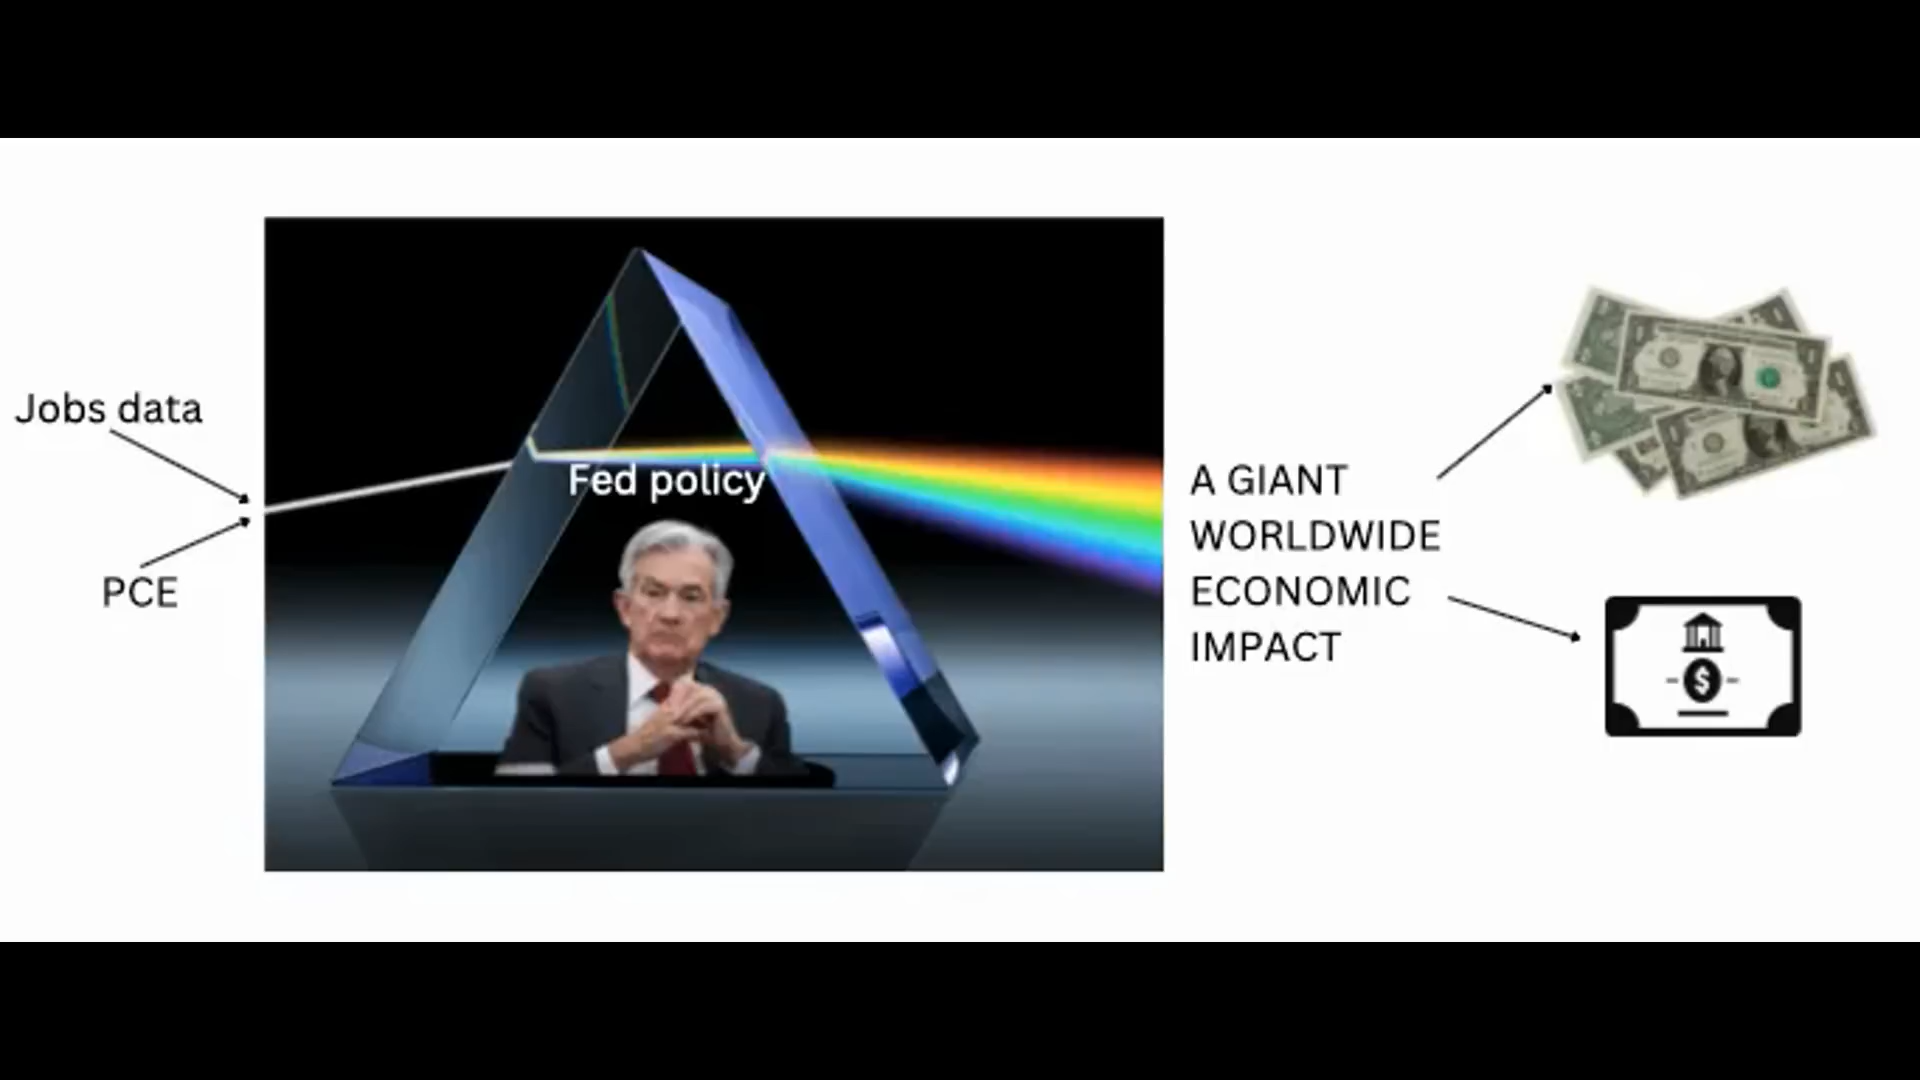 Jobs data
PCE
Fed policy
A GIANT
WORLDWIDE
ECONOMIC
IMPACT
$